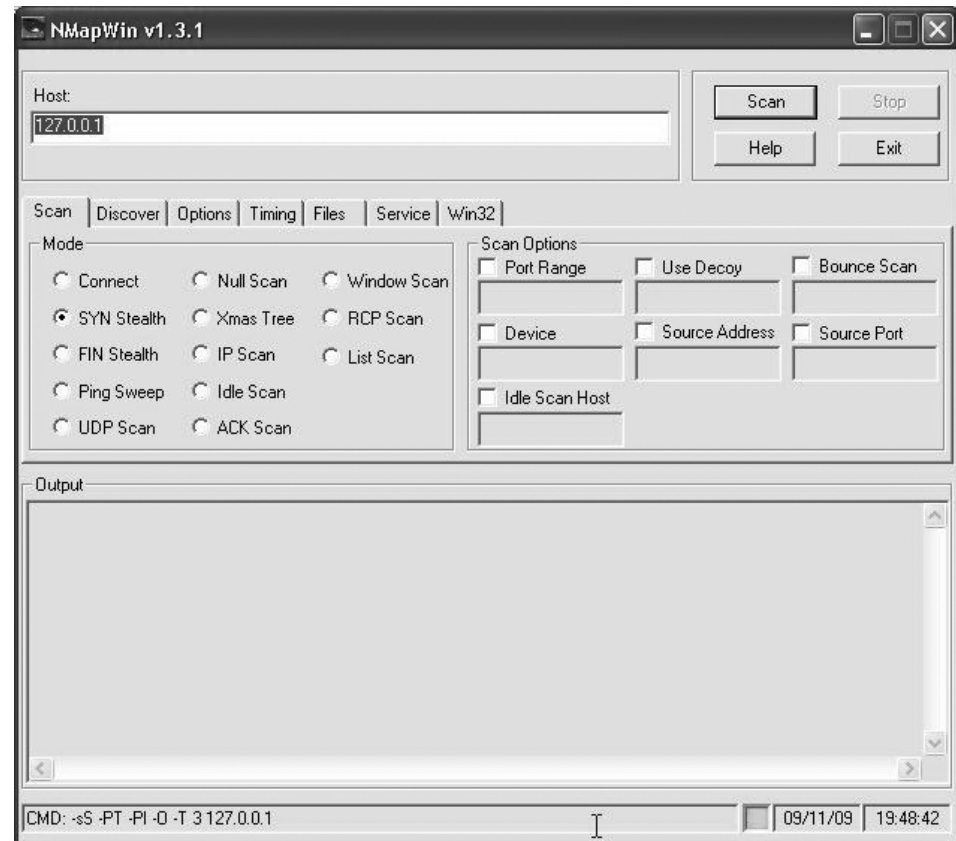 NMapWin v1.3.1
Host:
127.0.0.1
Scan Stop
Help Exit
Scan Discover Options Timing Files Service Win32
Mode
Connect Null Scan Window Scan
SYN Stealth Xmas Tree RCP Scan
FIN Stealth IP Scan List Scan
Ping Sweep Idle Scan
UDP Scan ACK Scan
Scan Options
Port Range Use Decoy Bounce Scan
Device Source Address Source Port
Idle Scan Host
Output
CMD: -sS -PT -PI -O -T 3 127.0.0.1 09/11/09 19:48:42